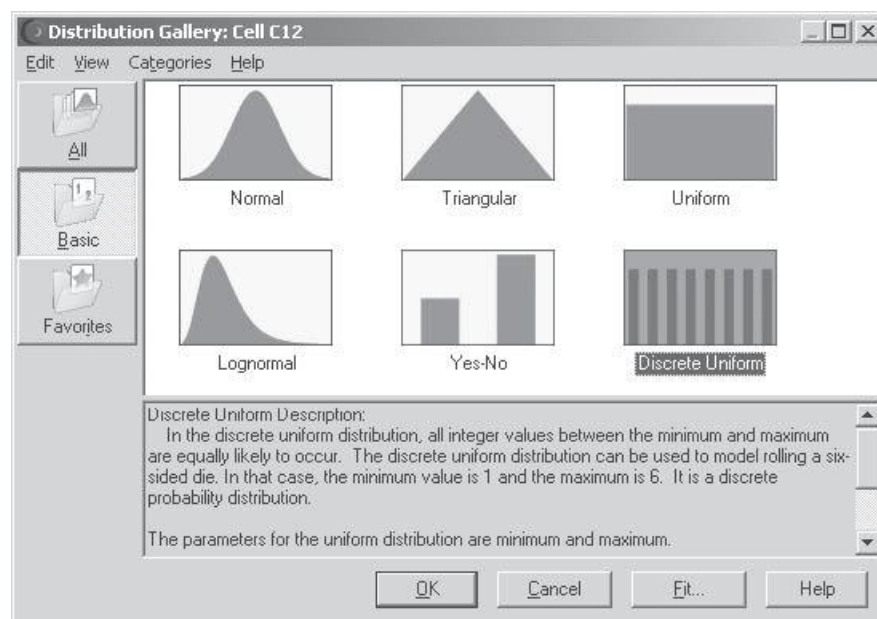 Distribution Gallery: Cell C12
Edit View Categories Help
All
Basic
Favorites
Normal
Triangular
Uniform
Lognormal
Yes-No
Discrete Uniform
Discrete Uniform Description:
In the discrete uniform distribution, all integer values between the minimum and maximum
are equally likely to occur. The discrete uniform distribution can be used to model rolling a six-
sided die. In that case, the minimum value is 1 and the maximum is 6. It is a discrete
probability distribution.
The parameters for the uniform distribution are minimum and maximum.
OK Cancel Fit... Help